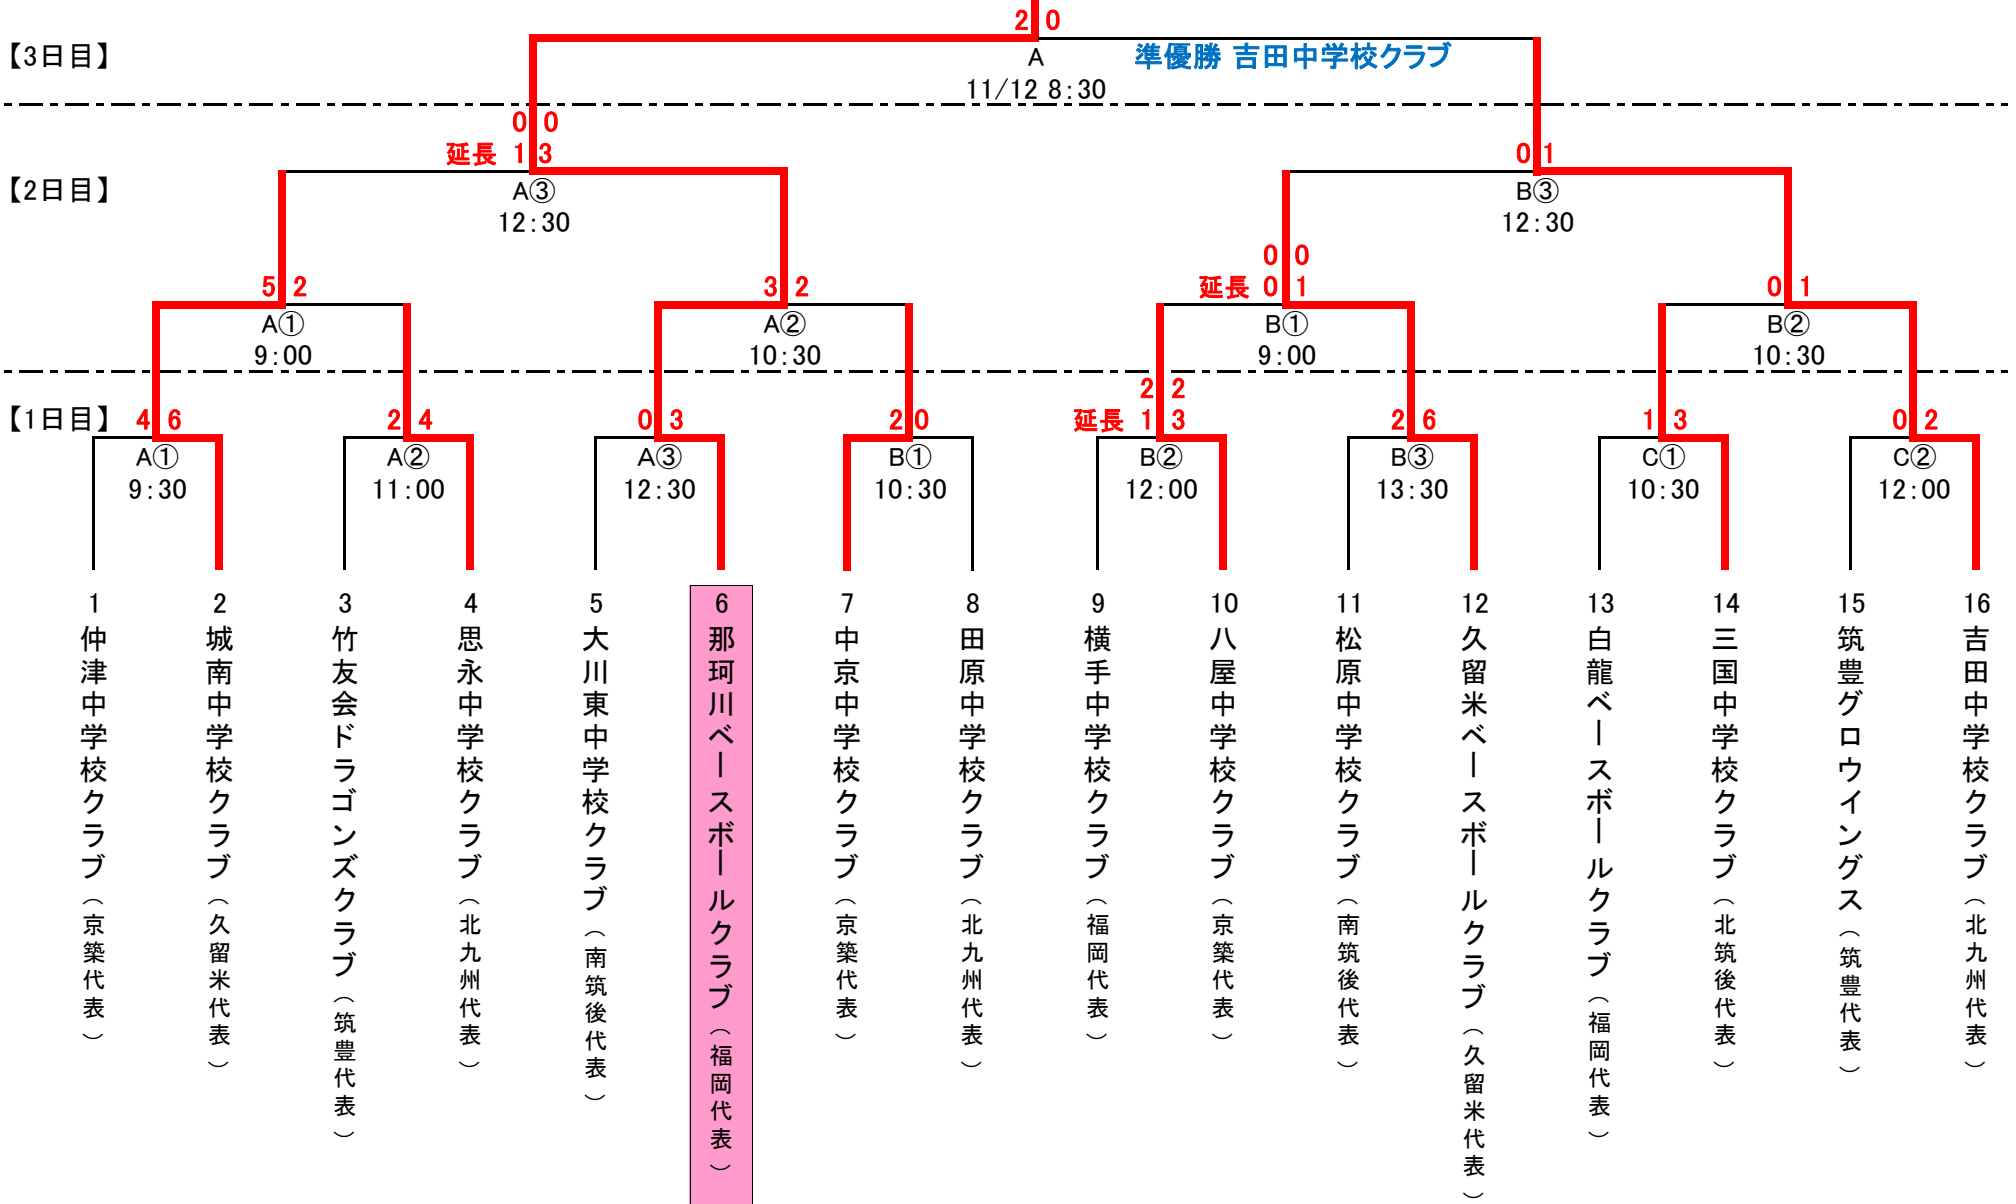 2 0
【3日目】
A
準優勝 吉田中学校クラブ
11/12 8:30
0 0
延長 1 3
0 1
【2日目】
A③
12:30
B③
12:30
0 0
5 2
3 2
延長 0 1
0 1
A①
9:00
A②
10:30
B①
9:00
B②
10:30
2 2
【1日目】
4 6
2 4
0 3
2 0
延長 1 3
2 6
1 3
0 2
A①
9:30
A②
11:00
A③
12:30
B①
10:30
B②
12:00
B③
13:30
C①
10:30
C②
12:00
1
仲津中学校クラブ（京築代表）
2
城南中学校クラブ（久留米代表）
3
竹友会ドラゴンズクラブ（筑豊代表）
4
思永中学校クラブ（北九州代表）
5
大川東中学校クラブ（南筑後代表）
6
那珂川ベースボールクラブ（福岡代表）
7
中京中学校クラブ（京築代表）
8
田原中学校クラブ（北九州代表）
9
横手中学校クラブ（福岡代表）
10
八屋中学校クラブ（京築代表）
11
松原中学校クラブ（南筑後代表）
12
久留米ベースボールクラブ（久留米代表）
13
白龍ベースボールクラブ（福岡代表）
14
三国中学校クラブ（北筑後代表）
15
筑豊グロウイングス（筑豊代表）
16
吉田中学校クラブ（北九州代表）